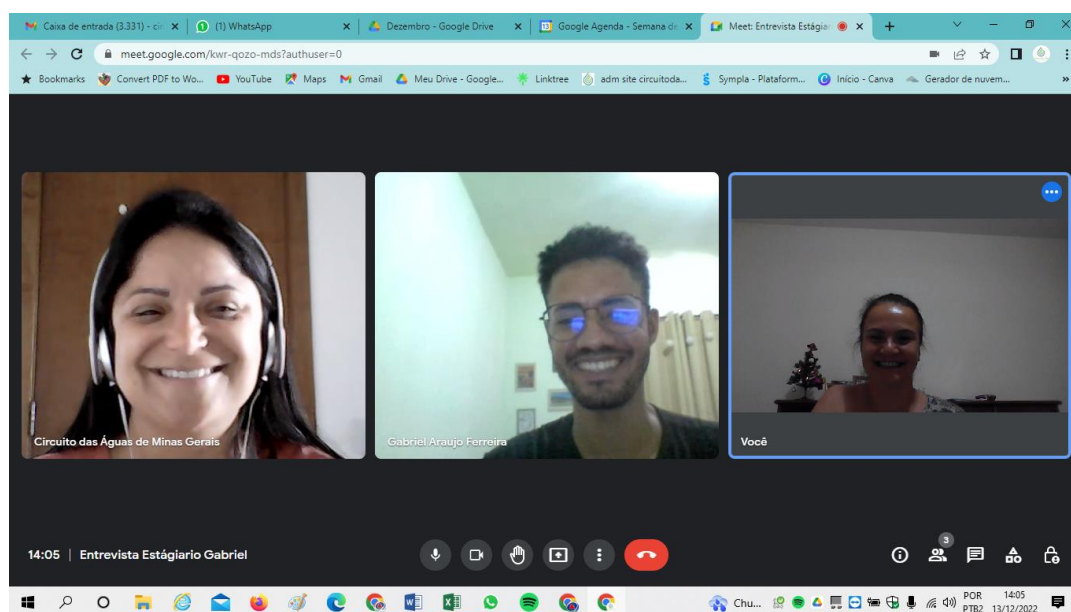 Caixa de entrada (3.331) - cir
(1) WhatsApp
Dezembro - Google Drive
Google Agenda - Semana de
Meet: Entrevista Estágiar
meet.google.com/kwr-qozo-mds?authuser=0
Bookmarks
Convert PDF to Wo...
YouTube
Maps
Gmail
Meu Drive - Google...
Linktree
adm site circuitoda...
Sympla - Plataform...
Início - Canva
Gerador de nuvem...
»
Circuito das Águas de Minas Gerais
Gabriel Araujo Ferreira
Você
14:05 | Entrevista Estágiario Gabriel
3
Chu...
POR
PTB2
14:05
13/12/2022